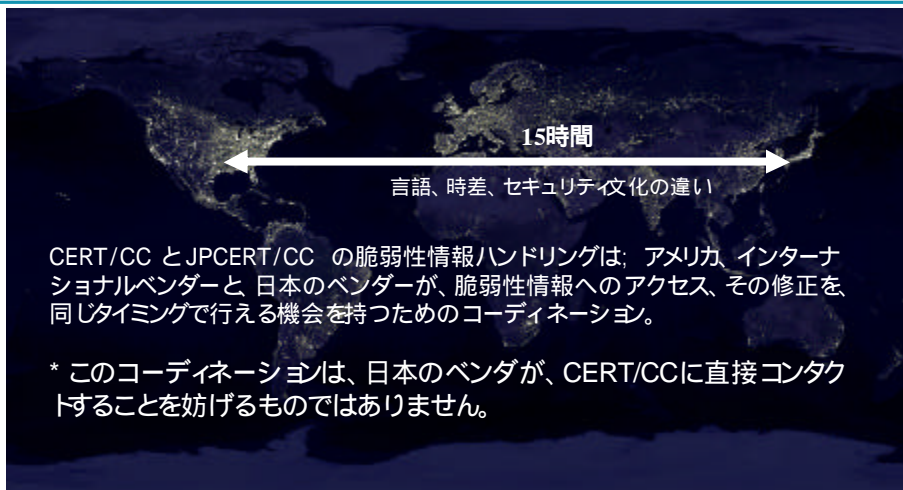 15時間
言語、時差、セキュリティ文化の違い
CERT/CC とJPCERT/CC の脆弱性情報ハンドリングは; アメリカ、インターナ
ショナルベンダーと、日本のベンダーが、脆弱性情報へのアクセス、その修正を、
同じタイミングで行える機会を持つためのコーディネーション。
* このコーディネーションは、日本のベンダが、CERT/CCに直接コンタク
トすることを妨げるものではありません。